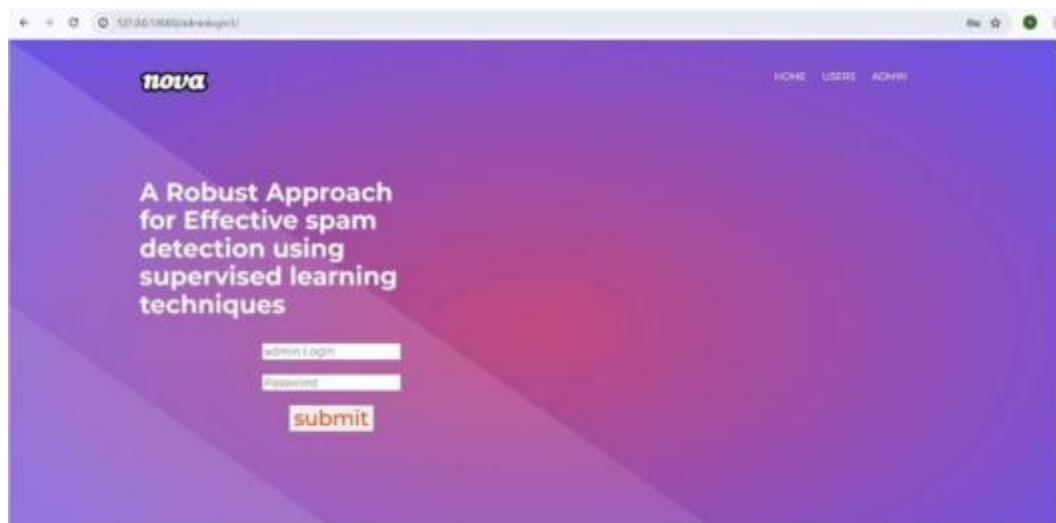 nova
HOME USERS ADMIN
A Robust Approach
for Effective spam
detection using
supervised learning
techniques
admin Login
Password
submit